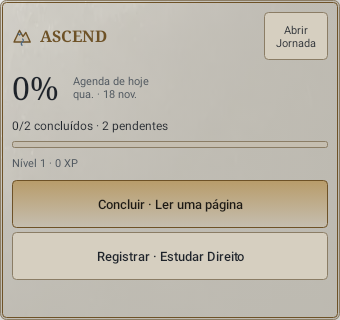 ASCEND
Abrir
Jornada
0%
Agenda de hoje
qua. · 18 nov.
0/2 concluídos · 2 pendentes
Nível 1 · 0 XP
Concluir · Ler uma página
Registrar · Estudar Direito